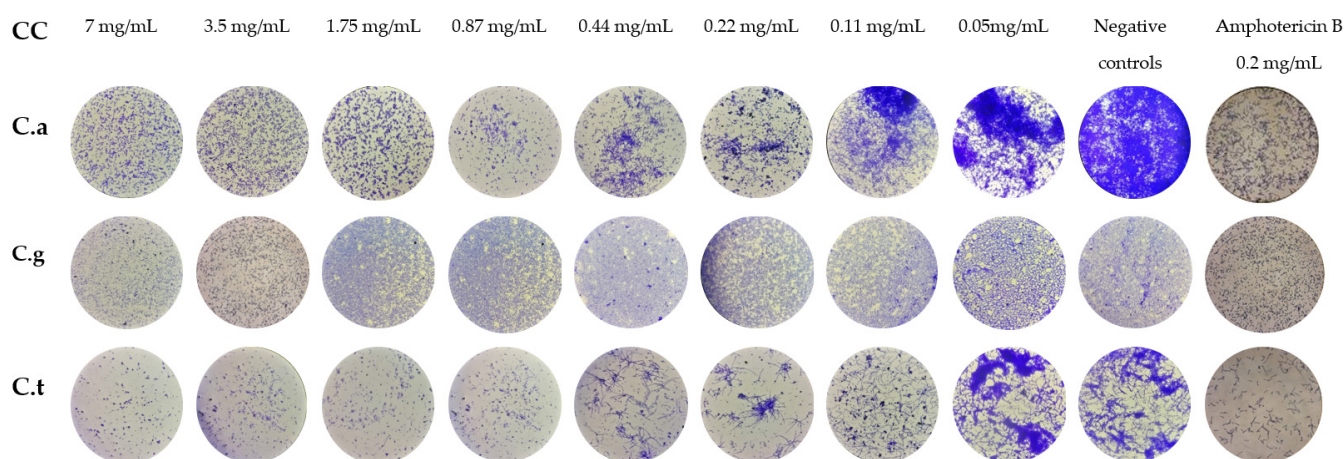 CC 7 mg/mL 3.5 mg/mL 1.75 mg/mL 0.87 mg/mL 0.44 mg/mL 0.22 mg/mL 0.11 mg/mL 0.05mg/mL Negative Amphotericin B
controls 0.2 mg/mL
C.a
C.g
C.t